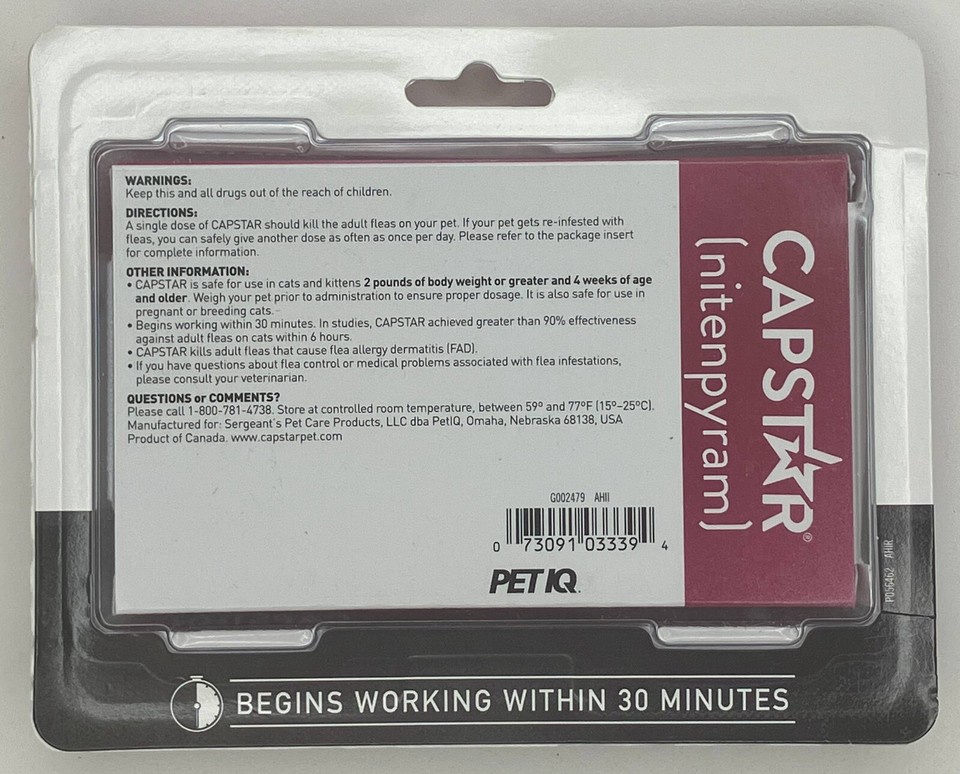 WARNINGS:
Keep this and all drugs out of the reach of children.
DIRECTIONS:
A single dose of CAPSTAR should kill the adult fleas on your pet. If your pet gets re-infested with
fleas, you can safely give another dose as often as once per day. Please refer to the package insert
for complete information.
OTHER INFORMATION:
• CAPSTAR is safe for use in cats and kittens 2 pounds of body weight or greater and 4 weeks of age
and older. Weigh your pet prior to administration to ensure proper dosage. It is also safe for use in
pregnant or breeding cats.
• Begins working within 30 minutes. In studies, CAPSTAR achieved greater than 90% effectiveness
against adult fleas on cats within 6 hours.
• CAPSTAR kills adult fleas that cause flea allergy dermatitis (FAD).
• If you have questions about flea control or medical problems associated with flea infestations,
please consult your veterinarian.
QUESTIONS or COMMENTS?
Please call 1-800-781-4738. Store at controlled room temperature, between 59º and 77ºF (15º–25ºC).
Manufactured for: Sergeant's Pet Care Products, LLC dba PetIQ, Omaha, Nebraska 68138, USA
Product of Canada. www.capstarpet.com
G002479 AHII
0 73091 03339 4
PETIQ.
CAPSTAR®
(nitenpyram)
P056462 AHIR
BEGINS WORKING WITHIN 30 MINUTES